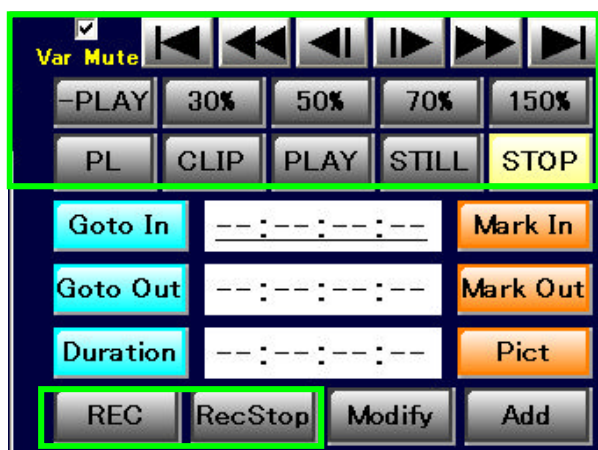 Var Mute
-PLAY 30% 50% 70% 150%
PL CLIP PLAY STILL STOP
Goto In --:--:--:-- Mark In
Goto Out --:--:--:-- Mark Out
Duration --:--:--:-- Pict
REC RecStop Modify Add